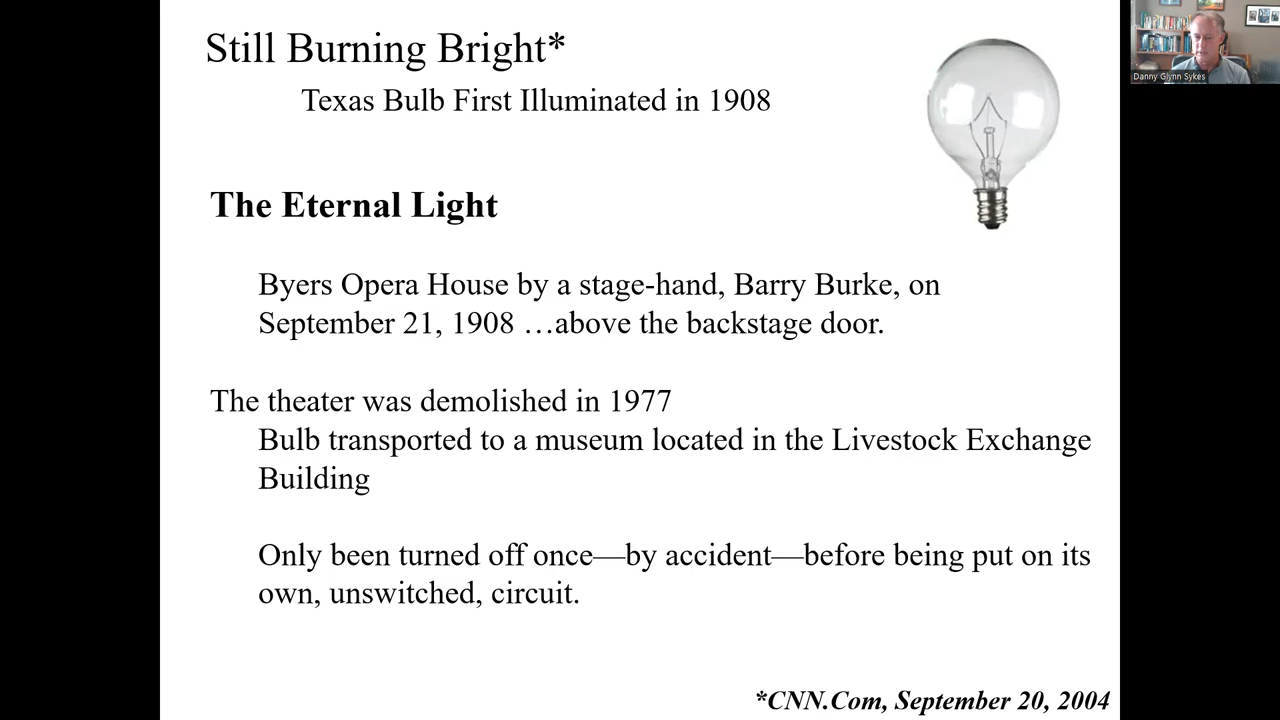 Still Burning Bright*
Texas Bulb First Illuminated in 1908
The Eternal Light
Byers Opera House by a stage-hand, Barry Burke, on
September 21, 1908 …above the backstage door.
The theater was demolished in 1977
Bulb transported to a museum located in the Livestock Exchange
Building
Only been turned off once—by accident—before being put on its
own, unswitched, circuit.
*CNN.Com, September 20, 2004
Danny Glynn Sykes